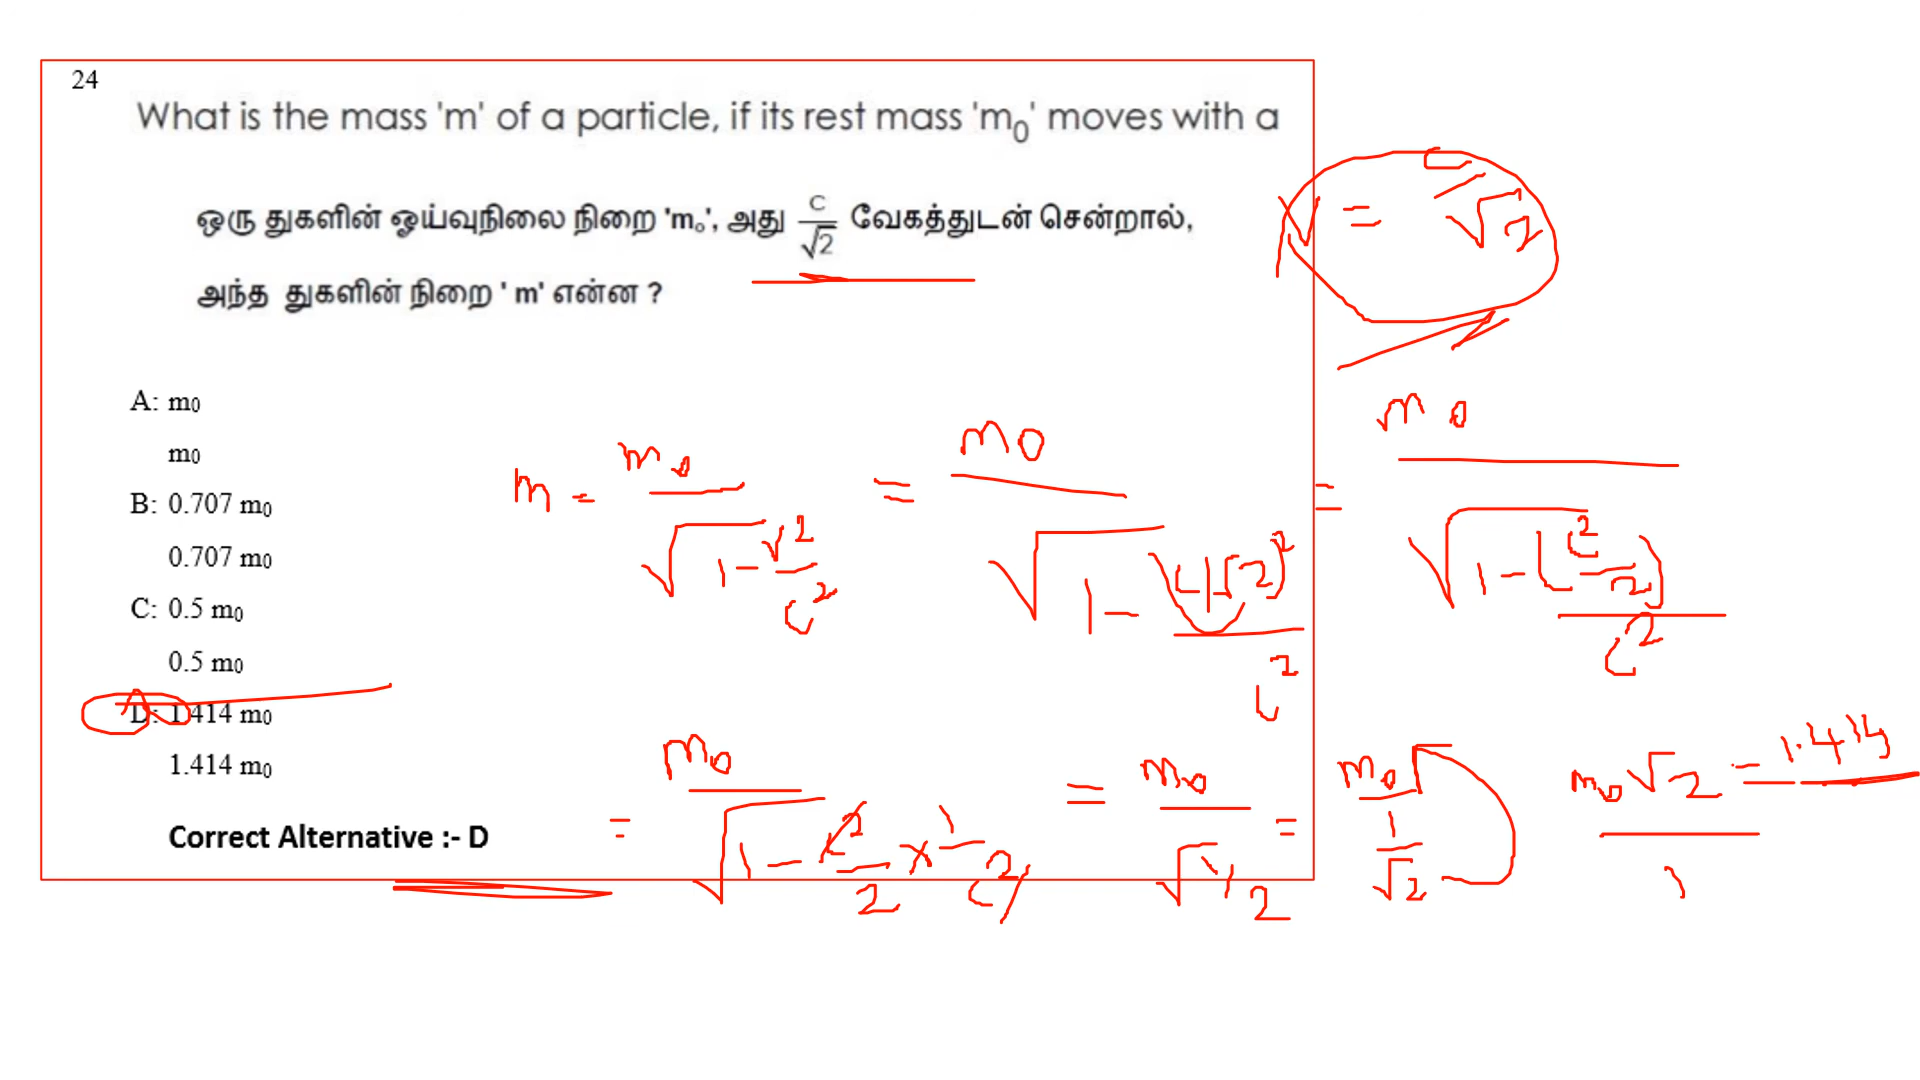 24
What is the mass 'm' of a particle, if its rest mass 'm₀' moves with a
ஒரு துகளின் ஓய்வுநிலை நிறை 'm₀', அது c/√2 வேகத்துடன் சென்றால்,
அந்த துகளின் நிறை ' m' என்ன ?
v = c/√2
A: m₀
m₀
B: 0.707 m₀
0.707 m₀
C: 0.5 m₀
0.5 m₀
D: 1.414 m₀
1.414 m₀
Correct Alternative :- D
m = m₀/√(1-v²/c²) = m₀/√(1-(c/√2)²/c²) = m₀/√(1-(c²/2)/c²)
= m₀/√(1-c²/2 × 1/c²) = m₀/√(1/2) = m₀/(1/√2) m₀√2/1 = 1.414